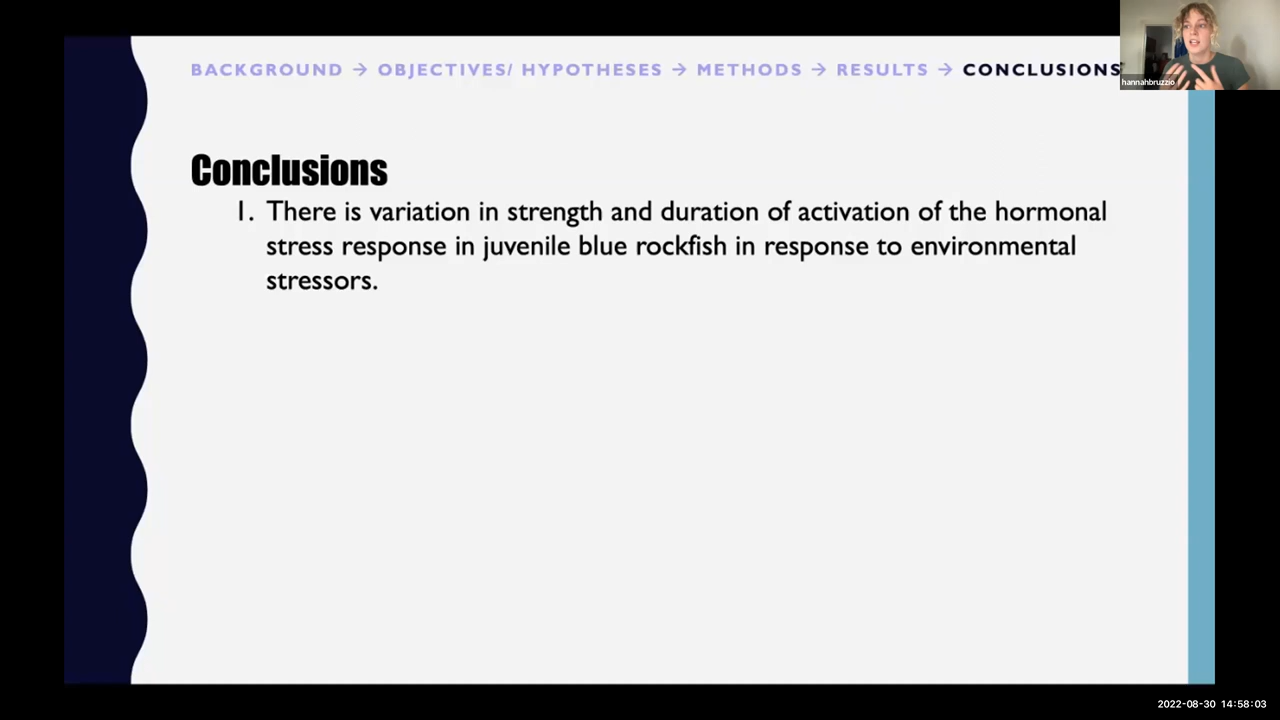 BACKGROUND → OBJECTIVES/HYPOTHESES → METHODS → RESULTS → CONCLUSIONS
hannahbruzzio
Conclusions
1. There is variation in strength and duration of activation of the hormonal
stress response in juvenile blue rockfish in response to environmental
stressors.
2022-08-30 14:58:03